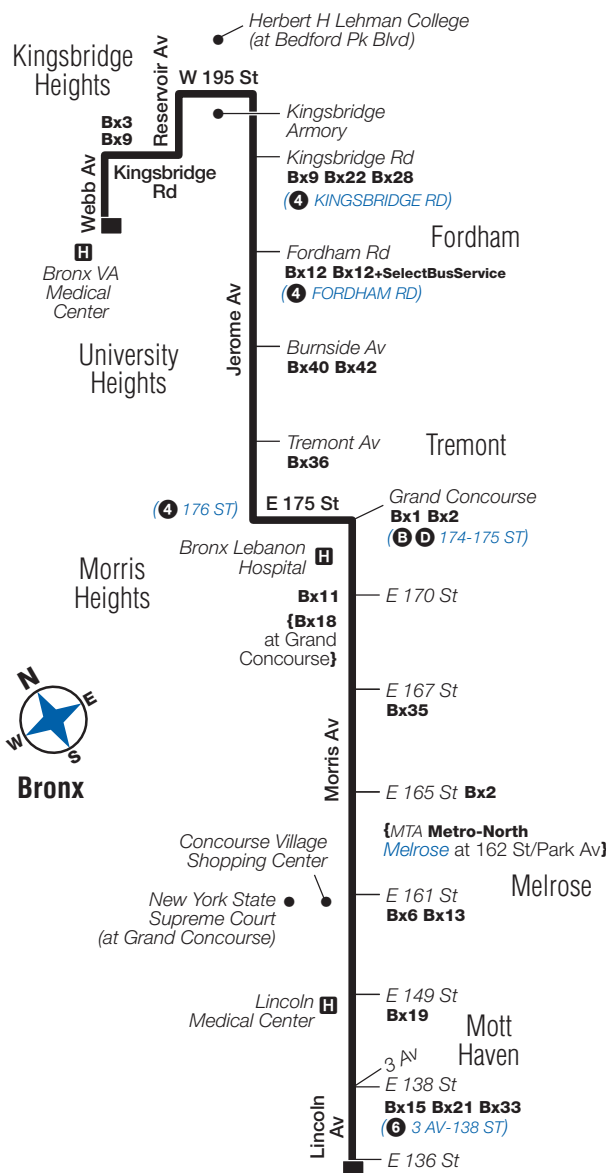 Herbert H Lehman College
(at Bedford Pk Blvd)
Kingsbridge
Heights
Reservoir Av
W 195 St
Kingsbridge
Armory
Bx3
Bx9
Webb Av
Kingsbridge
Rd
Kingsbridge Rd
Bx9 Bx22 Bx28
(4 KINGSBRIDGE RD)
H
Bronx VA
Medical
Center
Fordham
Fordham Rd
Bx12 Bx12+SelectBusService
(4 FORDHAM RD)
Jerome Av
University
Heights
Burnside Av
Bx40 Bx42
Tremont Av
Bx36
Tremont
(4 176 ST)
E 175 St
Grand Concourse
Bx1 Bx2
(B D 174-175 ST)
Bronx Lebanon
Hospital H
Morris
Heights
Bx11
E 170 St
{Bx18
at Grand
Concourse}
E 167 St
Bx35
N
E
W
S
Bronx
Morris Av
E 165 St Bx2
{MTA Metro-North
Melrose at 162 St/Park Av}
Concourse Village
Shopping Center
Melrose
E 161 St
Bx6 Bx13
New York State
Supreme Court
(at Grand Concourse)
Lincoln H
Medical Center
E 149 St
Bx19
Mott
Haven
3 Av
E 138 St
Bx15 Bx21 Bx33
(6 3 AV-138 ST)
Lincoln
Av
E 136 St